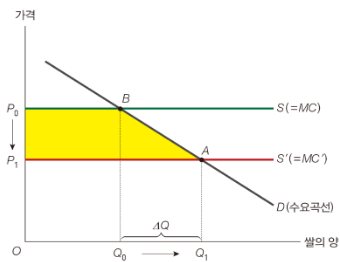 가격
B
P₀
S(=MC)
A
P₁
S′(=MC′)
D(수요곡선)
ΔQ
쌀의 양
O
Q₀
Q₁